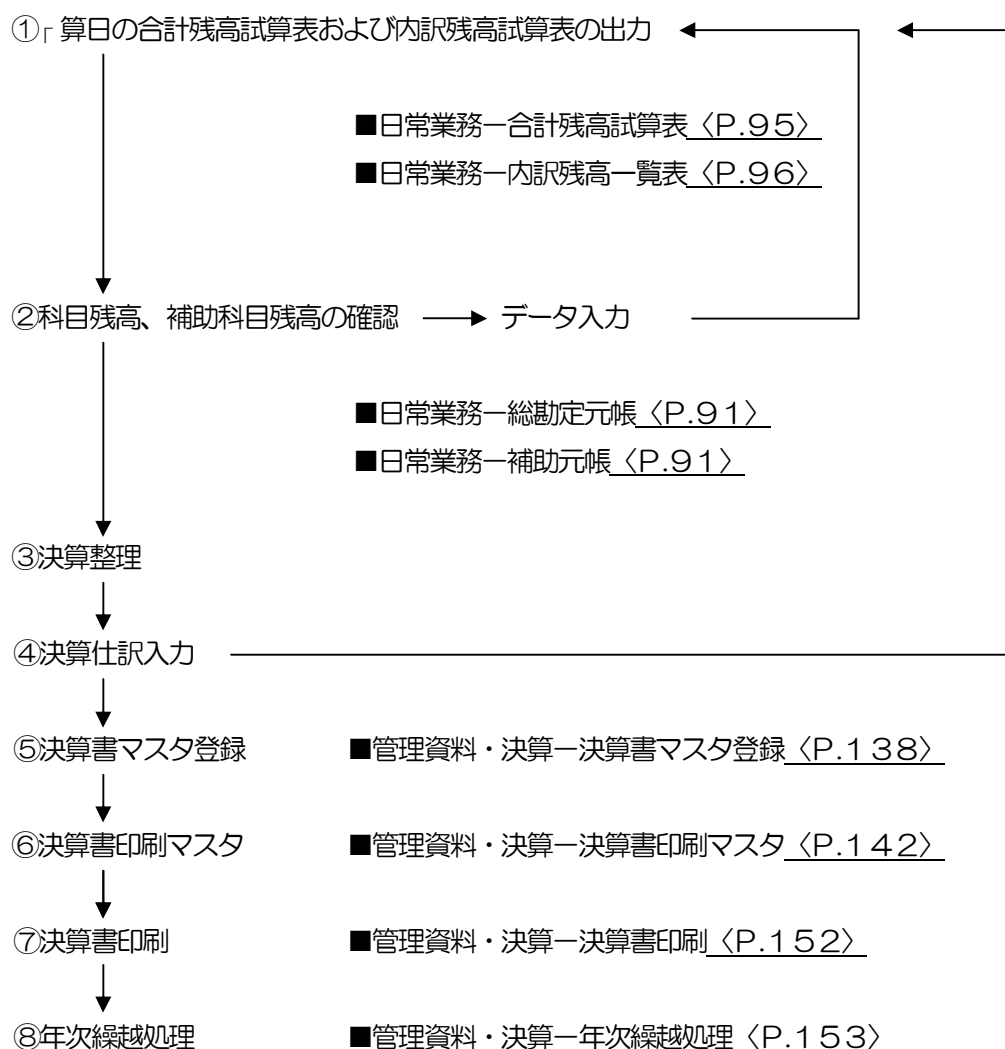 ①┌ 算日の合計残高試算表および内訳残高試算表の出力
■日常業務－合計残高試算表〈P.95〉
■日常業務－内訳残高一覧表〈P.96〉
②科目残高、補助科目残高の確認 データ入力
■日常業務－総勘定元帳〈P.91〉
■日常業務－補助元帳〈P.91〉
③決算整理
④決算仕訳入力
⑤決算書マスタ登録 ■管理資料・決算－決算書マスタ登録〈P.138〉
⑥決算書印刷マスタ ■管理資料・決算－決算書印刷マスタ〈P.142〉
⑦決算書印刷 ■管理資料・決算－決算書印刷〈P.152〉
⑧年次繰越処理 ■管理資料・決算－年次繰越処理〈P.153〉